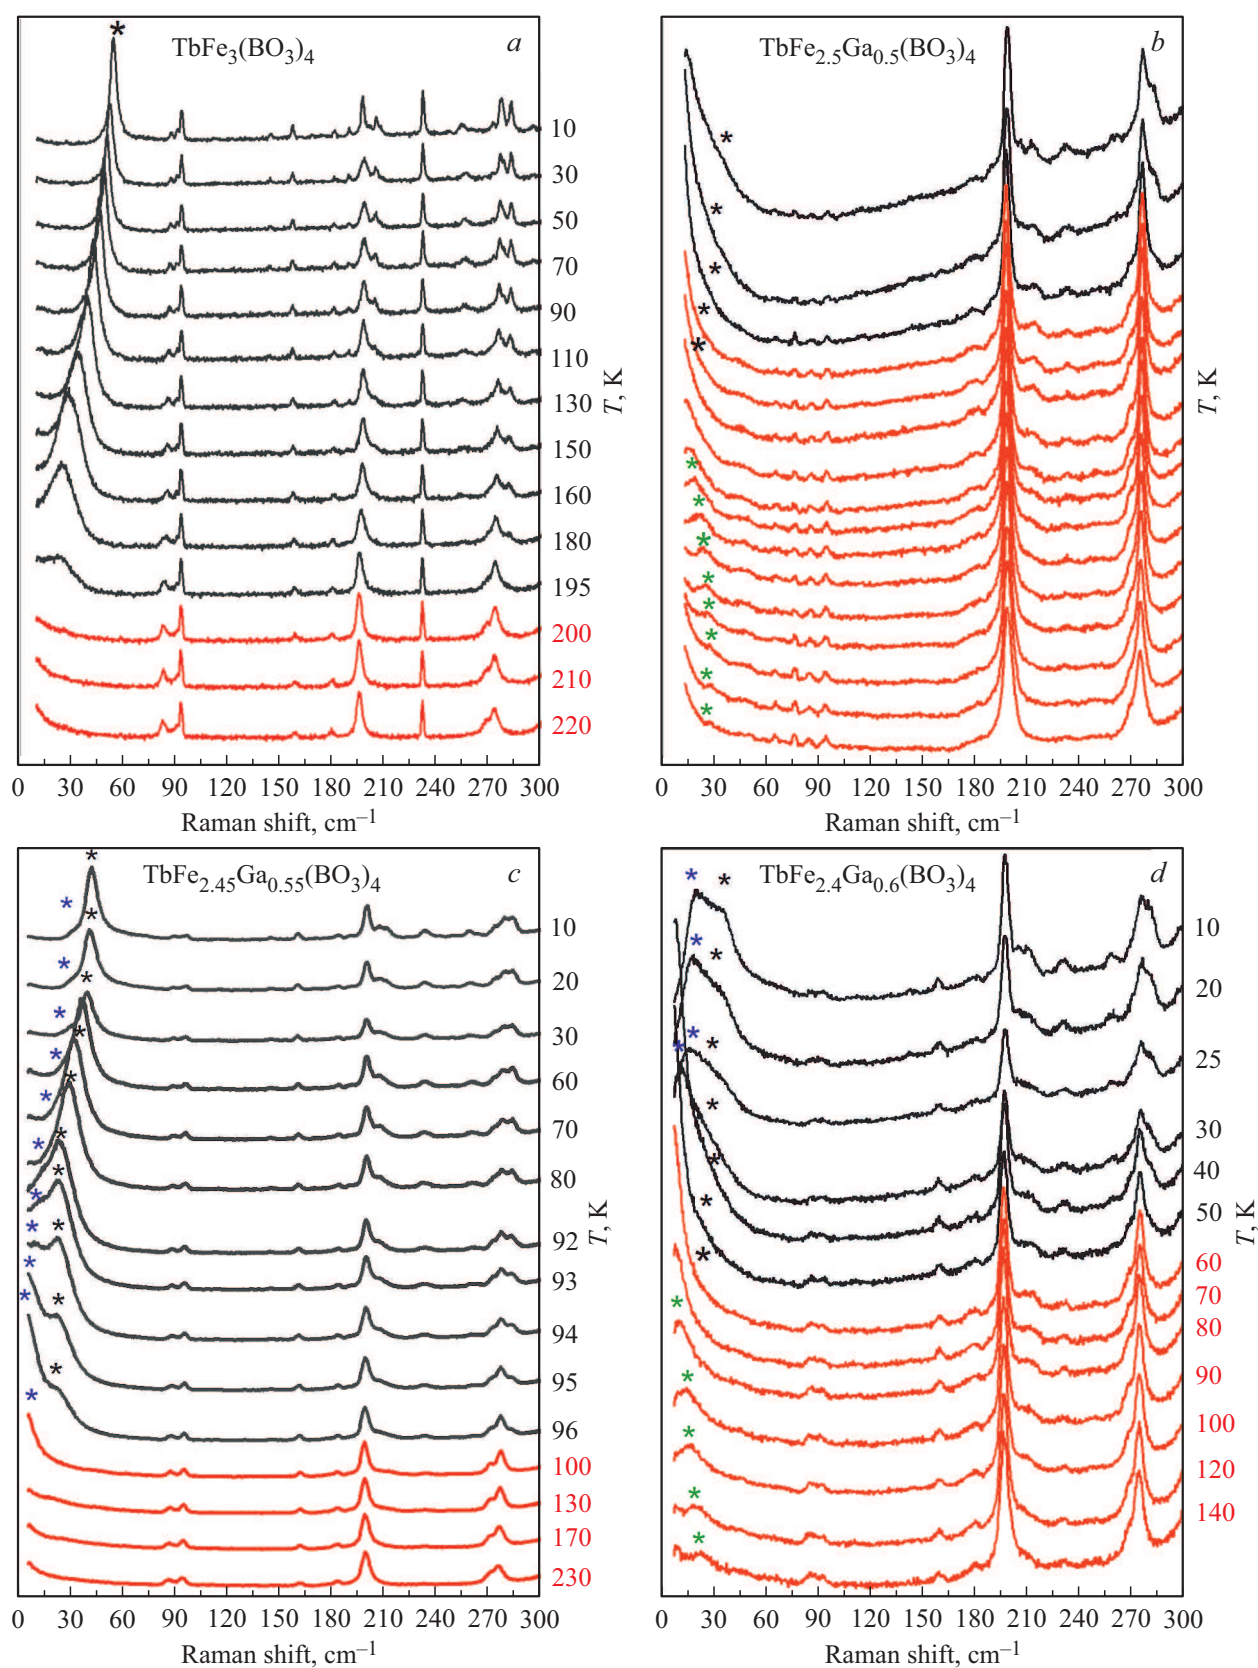 * TbFe3(BO3)4 a
10
30
50
70
90
110
130
150
160
180
195
200
210
220
T, K
0 30 60 90 120 150 180 210 240 270 300
Raman shift, cm–1
TbFe2.5Ga0.5(BO3)4 b
T, K
0 30 60 90 120 150 180 210 240 270 300
Raman shift, cm–1
TbFe2.45Ga0.55(BO3)4 c
10
20
30
60
70
80
92
93
94
95
96
100
130
170
230
T, K
0 30 60 90 120 150 180 210 240 270 300
Raman shift, cm–1
TbFe2.4Ga0.6(BO3)4 d
10
20
25
30
40
50
60
70
80
90
100
120
140
T, K
0 30 60 90 120 150 180 210 240 270 300
Raman shift, cm–1